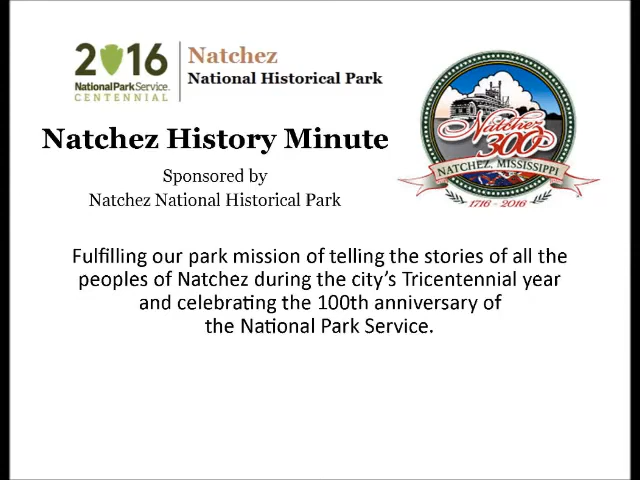 2016
National Park Service
CENTENNIAL
Natchez
National Historical Park
Natchez
300
NATCHEZ, MISSISSIPPI
1716 - 2016
Natchez History Minute
Sponsored by
Natchez National Historical Park
Fulfilling our park mission of telling the stories of all the
peoples of Natchez during the city's Tricentennial year
and celebrating the 100th anniversary of
the National Park Service.